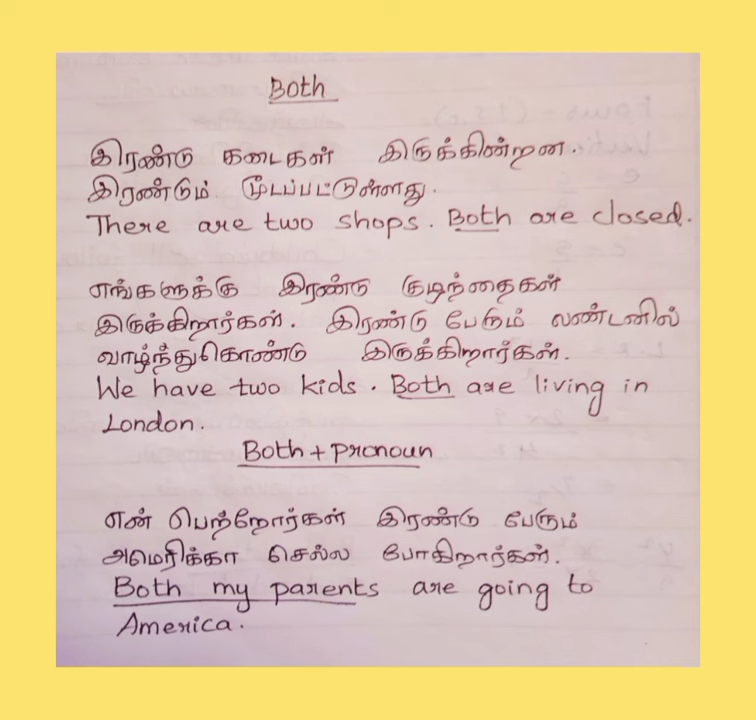 Both
இரண்டு கடைகள் இருக்கின்றன.
இரண்டும் மூடப்பட்டுள்ளது.
There are two shops. Both are closed.
எங்களுக்கு இரண்டு குழந்தைகள்
இருக்கிறார்கள். இரண்டு பேரும் லண்டனில்
வாழ்ந்துகொண்டு இருக்கிறார்கள்.
We have two kids. Both are living in
London.
Both + Pronoun
என் பெற்றோர்கள் இரண்டு பேரும்
அமெரிக்கா செல்ல போகிறார்கள்.
Both my parents are going to
America.